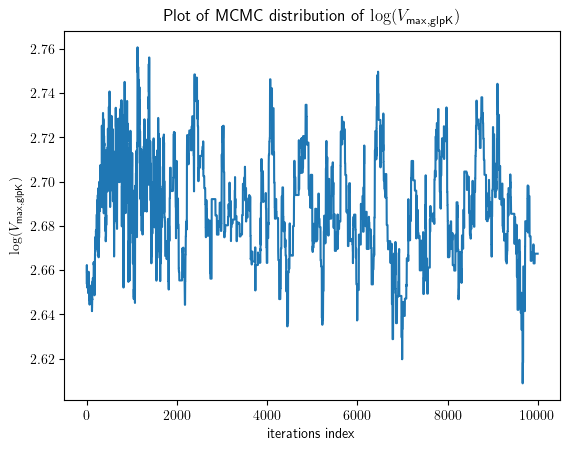 Plot of MCMC distribution of log(V_max,glpK)
log(V_max,glpK)
2.76
2.74
2.72
2.70
2.68
2.66
2.64
2.62
0 2000 4000 6000 8000 10000
iterations index